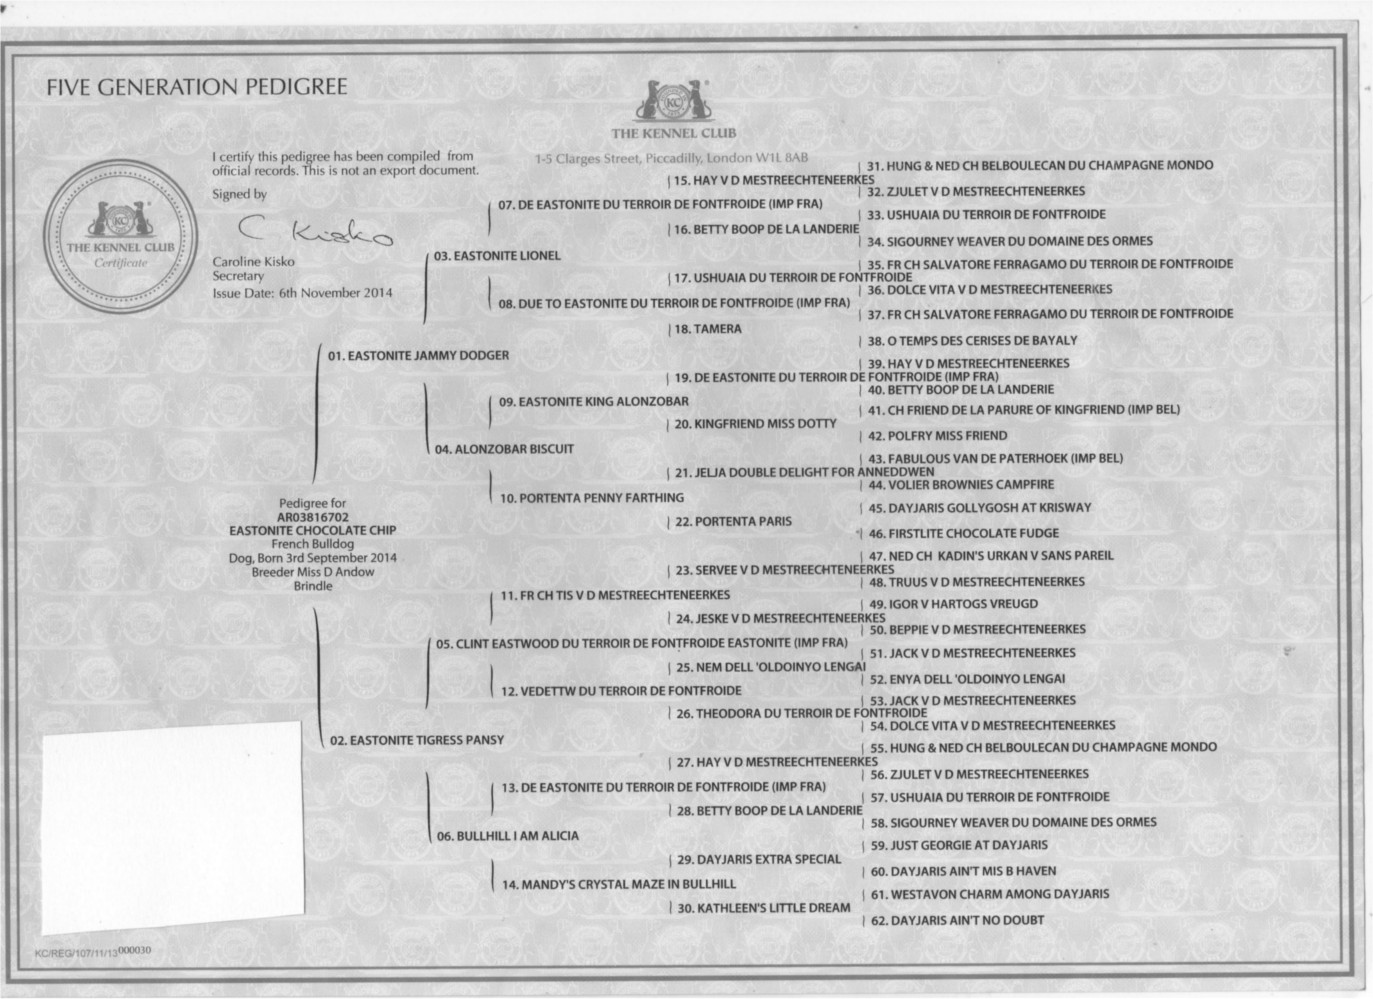 FIVE GENERATION PEDIGREE
THE KENNEL CLUB
1-5 Clarges Street, Piccadilly, London W1L 8AB
I certify this pedigree has been compiled from
official records. This is not an export document.
Signed by
C Kisko
Caroline Kisko
Secretary
Issue Date: 6th November 2014
KC
THE KENNEL CLUB
Certificate
Pedigree for
AR03816702
EASTONITE CHOCOLATE CHIP
French Bulldog
Dog, Born 3rd September 2014
Breeder Miss D Andow
Brindle
01. EASTONITE JAMMY DODGER
02. EASTONITE TIGRESS PANSY
03. EASTONITE LIONEL
04. ALONZOBAR BISCUIT
05. CLINT EASTWOOD DU TERROIR DE FONTFROIDE EASTONITE (IMP FRA)
06. BULLHILL I AM ALICIA
07. DE EASTONITE DU TERROIR DE FONTFROIDE (IMP FRA)
08. DUE TO EASTONITE DU TERROIR DE FONTFROIDE (IMP FRA)
09. EASTONITE KING ALONZOBAR
10. PORTENTA PENNY FARTHING
11. FR CH TIS V D MESTREECHTENEERKES
12. VEDETTW DU TERROIR DE FONTFROIDE
13. DE EASTONITE DU TERROIR DE FONTFROIDE (IMP FRA)
14. MANDY'S CRYSTAL MAZE IN BULLHILL
15. HAY V D MESTREECHTENEERKES
16. BETTY BOOP DE LA LANDERIE
17. USHUAIA DU TERROIR DE FONTFROIDE
18. TAMERA
19. DE EASTONITE DU TERROIR DE FONTFROIDE (IMP FRA)
20. KINGFRIEND MISS DOTTY
21. JELJA DOUBLE DELIGHT FOR ANNEDDWEN
22. PORTENTA PARIS
23. SERVEE V D MESTREECHTENEERKES
24. JESKE V D MESTREECHTENEERKES
25. NEM DELL 'OLDOINYO LENGAI
26. THEODORA DU TERROIR DE FONTFROIDE
27. HAY V D MESTREECHTENEERKES
28. BETTY BOOP DE LA LANDERIE
29. DAYJARIS EXTRA SPECIAL
30. KATHLEEN'S LITTLE DREAM
31. HUNG & NED CH BELBOULECAN DU CHAMPAGNE MONDO
32. ZJULET V D MESTREECHTENEERKES
33. USHUAIA DU TERROIR DE FONTFROIDE
34. SIGOURNEY WEAVER DU DOMAINE DES ORMES
35. FR CH SALVATORE FERRAGAMO DU TERROIR DE FONTFROIDE
36. DOLCE VITA V D MESTREECHTENEERKES
37. FR CH SALVATORE FERRAGAMO DU TERROIR DE FONTFROIDE
38. O TEMPS DES CERISES DE BAYALY
39. HAY V D MESTREECHTENEERKES
40. BETTY BOOP DE LA LANDERIE
41. CH FRIEND DE LA PARURE OF KINGFRIEND (IMP BEL)
42. POLFRY MISS FRIEND
43. FABULOUS VAN DE PATERHOEK (IMP BEL)
44. VOLIER BROWNIES CAMPFIRE
45. DAYJARIS GOLLYGOSH AT KRISWAY
46. FIRSTLITE CHOCOLATE FUDGE
47. NED CH KADIN'S URKAN V SANS PAREIL
48. TRUUS V D MESTREECHTENEERKES
49. IGOR V HARTOGS VREUGD
50. BEPPIE V D MESTREECHTENEERKES
51. JACK V D MESTREECHTENEERKES
52. ENYA DELL 'OLDOINYO LENGAI
53. JACK V D MESTREECHTENEERKES
54. DOLCE VITA V D MESTREECHTENEERKES
55. HUNG & NED CH BELBOULECAN DU CHAMPAGNE MONDO
56. ZJULET V D MESTREECHTENEERKES
57. USHUAIA DU TERROIR DE FONTFROIDE
58. SIGOURNEY WEAVER DU DOMAINE DES ORMES
59. JUST GEORGIE AT DAYJARIS
60. DAYJARIS AIN'T MIS B HAVEN
61. WESTAVON CHARM AMONG DAYJARIS
62. DAYJARIS AIN'T NO DOUBT
KC/REG/107/11/13 000030